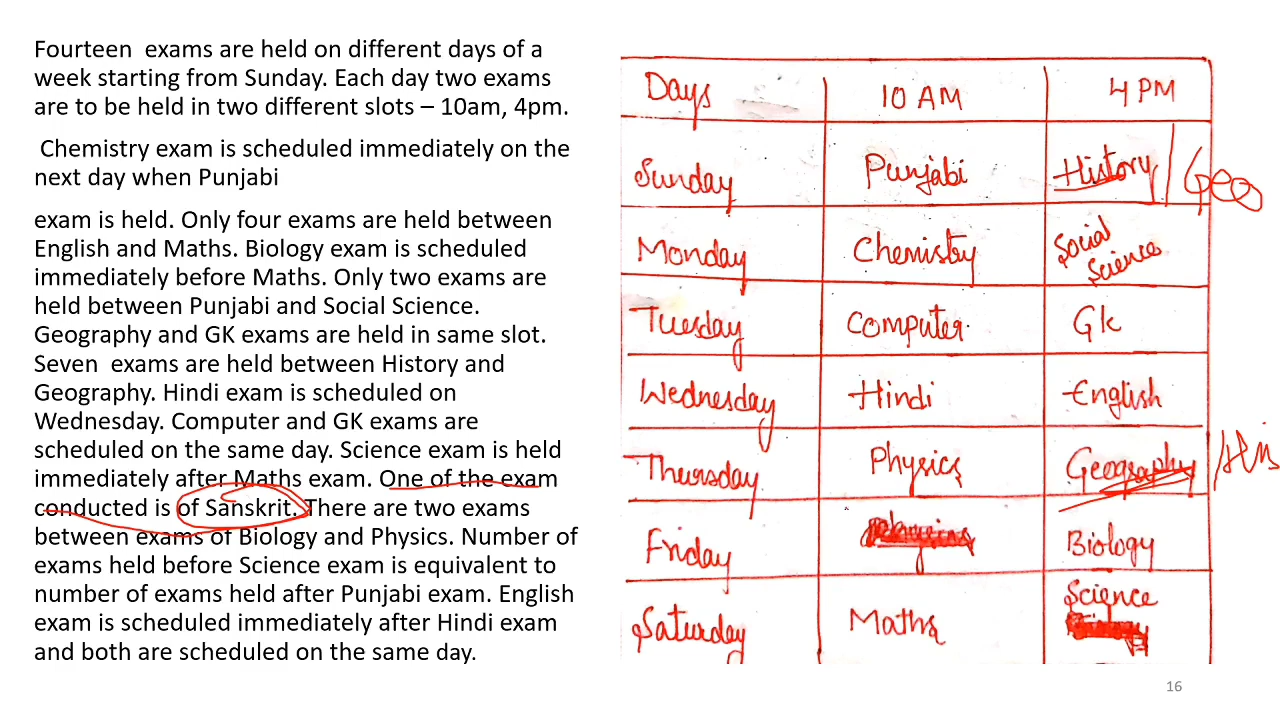 Fourteen  exams are held on different days of a
week starting from Sunday. Each day two exams
are to be held in two different slots – 10am, 4pm.
Chemistry exam is scheduled immediately on the
next day when Punjabi
exam is held. Only four exams are held between
English and Maths. Biology exam is scheduled
immediately before Maths. Only two exams are
held between Punjabi and Social Science.
Geography and GK exams are held in same slot.
Seven  exams are held between History and
Geography. Hindi exam is scheduled on
Wednesday. Computer and GK exams are
scheduled on the same day. Science exam is held
immediately after Maths exam. One of the exam
conducted is of Sanskrit. There are two exams
between exams of Biology and Physics. Number of
exams held before Science exam is equivalent to
number of exams held after Punjabi exam. English
exam is scheduled immediately after Hindi exam
and both are scheduled on the same day.
Days 10 AM 4 PM
Sunday Punjabi History / Geo
Monday Chemistry Social Science
Tuesday Computer Gk
Wednesday Hindi English
Thursday Physics Geography / His
Friday Biology
Saturday Maths Science
16